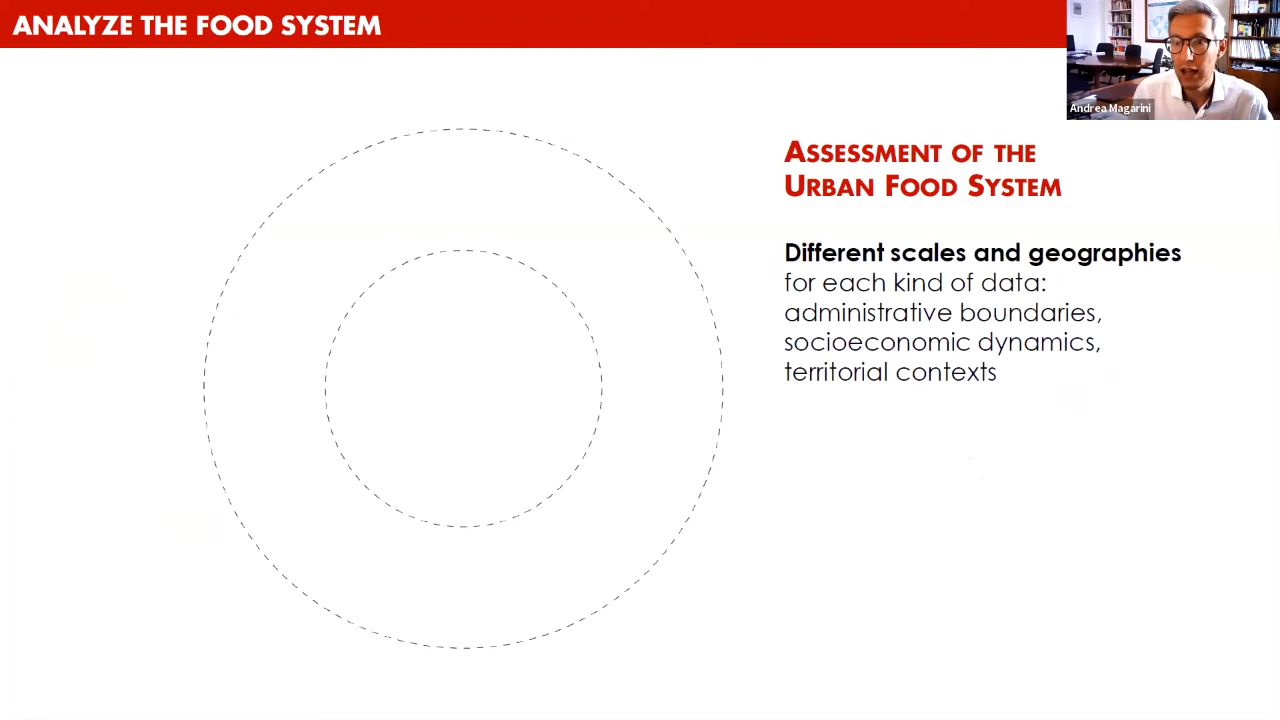 ANALYZE THE FOOD SYSTEM
Andrea Magarini
ASSESSMENT OF THE
URBAN FOOD SYSTEM
Different scales and geographies
for each kind of data:
administrative boundaries,
socioeconomic dynamics,
territorial contexts